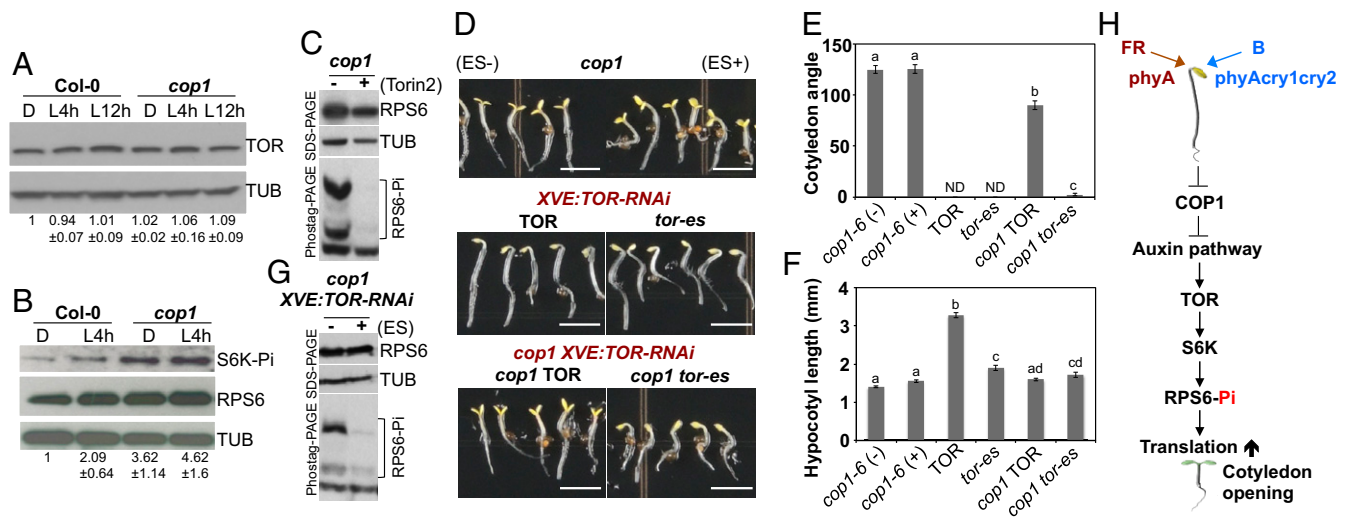 A
Col-0 cop1
D L4h L12h D L4h L12h
TOR
TUB
1 0.94 1.01 1.02 1.06 1.09
±0.07 ±0.09 ±0.02 ±0.16 ±0.09
B
Col-0 cop1
D L4h D L4h
S6K-Pi
RPS6
TUB
1 2.09 3.62 4.62
±0.64 ±1.14 ±1.6
C
cop1
- + (Torin2)
SDS-PAGE
RPS6
TUB
Phostag-PAGE
RPS6-Pi
G
cop1
XVE:TOR-RNAi
- + (ES)
SDS-PAGE
RPS6
TUB
Phostag-PAGE
RPS6-Pi
D
(ES-) cop1 (ES+)
XVE:TOR-RNAi
TOR tor-es
cop1 XVE:TOR-RNAi
cop1 TOR cop1 tor-es
E
Cotyledon angle
150
100
50
0
a a ND ND b c
cop1-6 (-) cop1-6 (+) TOR tor-es cop1 TOR cop1 tor-es
F
Hypocotyl length (mm)
4
3
2
1
0
a a b c ad cd
cop1-6 (-) cop1-6 (+) TOR tor-es cop1 TOR cop1 tor-es
H
FR B
phyA phyAcry1cry2
COP1
Auxin pathway
TOR
S6K
RPS6-Pi
Translation
Cotyledon
opening